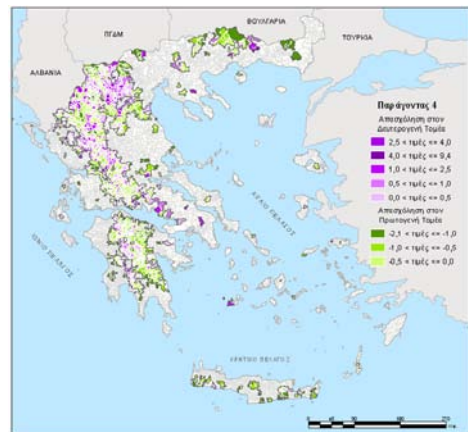 ΒΟΥΛΓΑΡΙΑ
ΠΓΔΜ
ΤΟΥΡΚΙΑ
ΑΛΒΑΝΙΑ
Παράγοντας 4
Απασχόληση στον
Δευτερογενή Τομέα
2,5 < τιμές <= 4,0
4,0 < τιμές <= 9,4
1,0 < τιμές <= 2,5
0,5 < τιμές <= 1,0
0,0 < τιμές <= 0,5
Απασχόληση στον
Πρωτογενή Τομέα
-2,1 < τιμές <= -1,0
-1,0 < τιμές <= -0,5
-0,5 < τιμές <= 0,0
ΑΙΓΑΙΟ ΠΕΛΑΓΟΣ
ΙΟΝΙΟ ΠΕΛΑΓΟΣ
ΚΡΗΤΙΚΟ ΠΕΛΑΓΟΣ